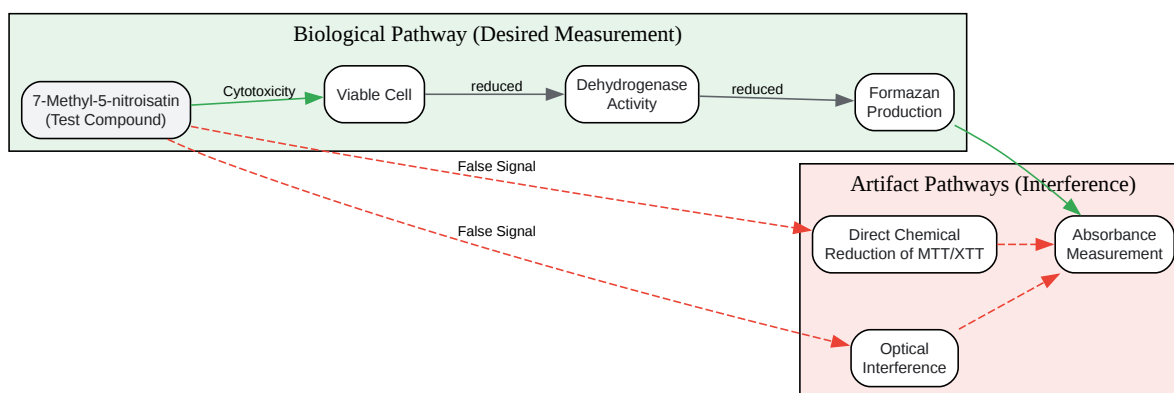 Biological Pathway (Desired Measurement)
7-Methyl-5-nitroisatin
(Test Compound)
Cytotoxicity
Viable Cell
reduced
Dehydrogenase
Activity
reduced
Formazan
Production
False Signal
False Signal
Artifact Pathways (Interference)
Direct Chemical
Reduction of MTT/XTT
Absorbance
Measurement
Optical
Interference